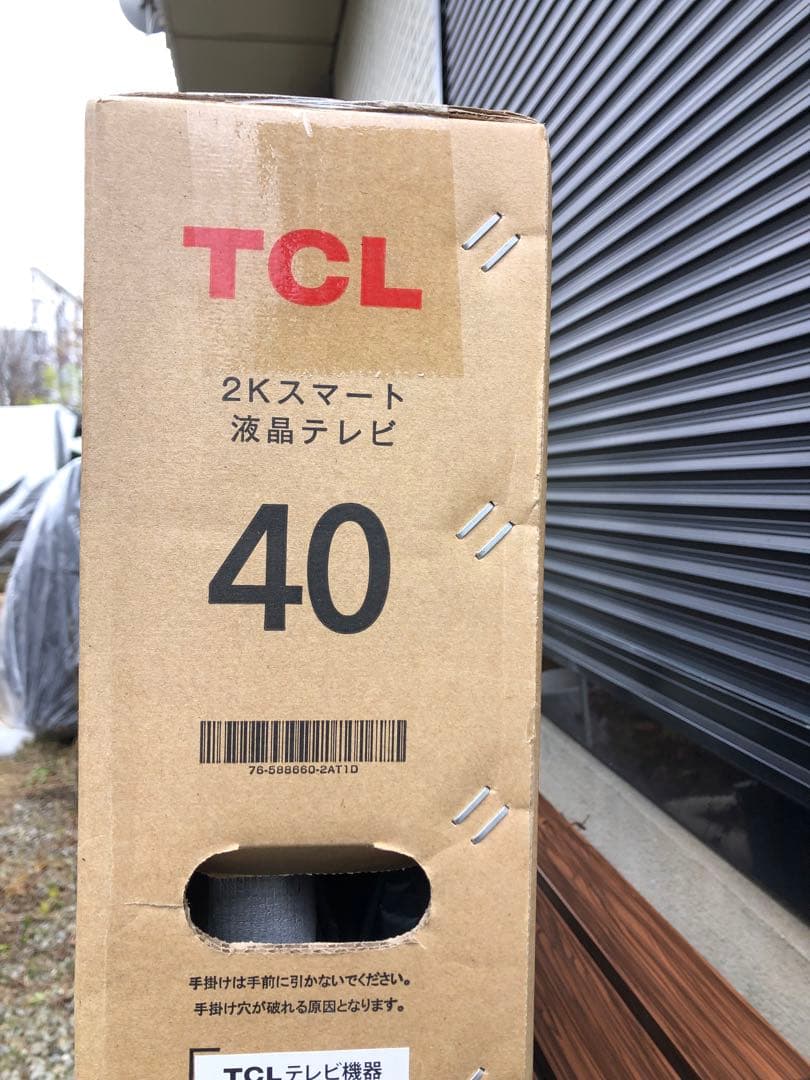 TCL
2Kスマート
液晶テレビ
40
76-588660-2AT1D
手掛けは手前に引かないでください。
手掛け穴が破れる原因となります。
TCLテレビ機器